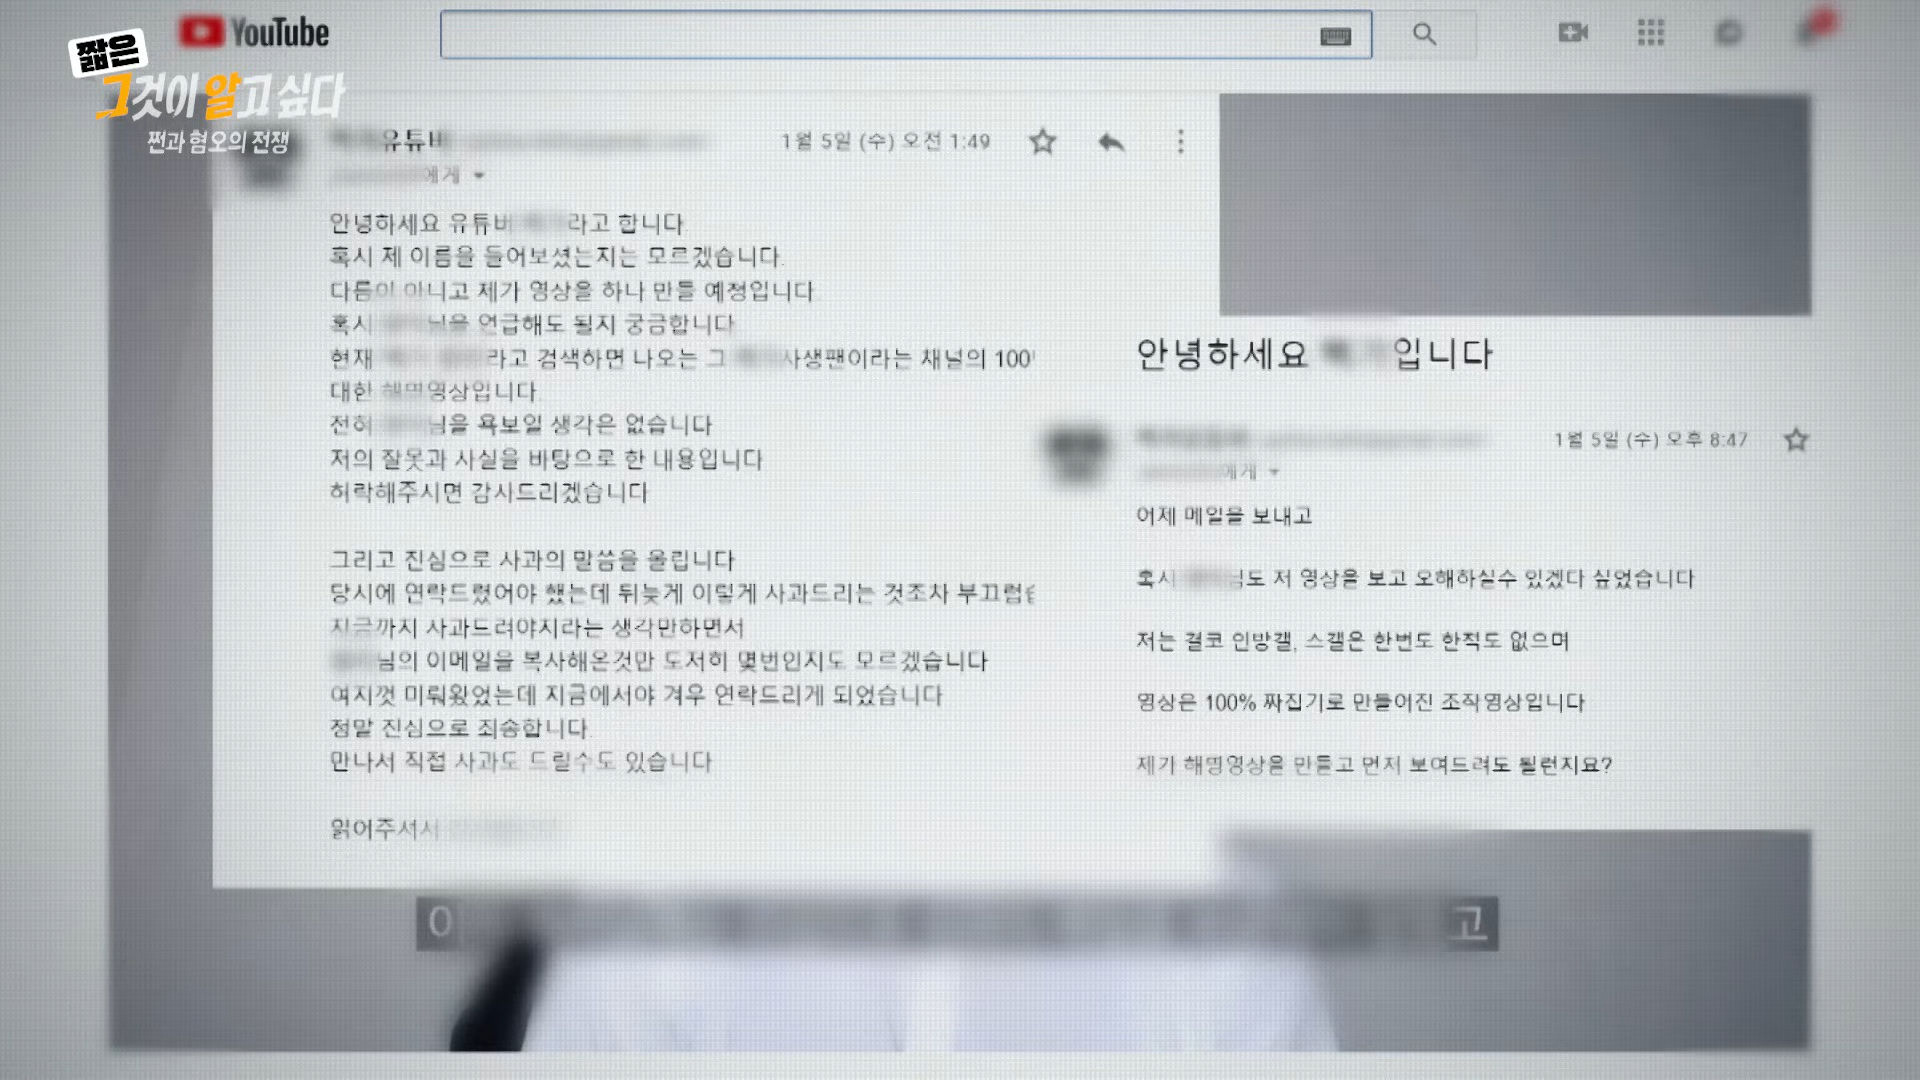 YouTube
짧은
그것이 알고 싶다
쩐과 혐오의 전쟁
유튜버
1월 5일 (수) 오전 1:49
에게
안녕하세요 유튜버 라고 합니다
혹시 제 이름을 들어보셨는지는 모르겠습니다.
다름이 아니고 제가 영상을 하나 만들 예정입니다
혹시 님을 언급해도 될지 궁금합니다
현재 라고 검색하면 나오는 그 사생팬이라는 채널의 100
대한 해명영상입니다.
전혀 님을 욕보일 생각은 없습니다
저의 잘못과 사실을 바탕으로 한 내용입니다
허락해주시면 감사드리겠습니다
그리고 진심으로 사과의 말씀을 올립니다
당시에 연락드렸어야 했는데 뒤늦게 이렇게 사과드리는 것조차 부끄럽습
지금까지 사과드려야지라는 생각만하면서
님의 이메일을 복사해온것만 도저히 몇번인지도 모르겠습니다
여지껏 미뤄왔었는데 지금에서야 겨우 연락드리게 되었습니다
정말 진심으로 죄송합니다.
만나서 직접 사과도 드릴수도 있습니다
읽어주셔서
안녕하세요 입니다
1월 5일 (수) 오후 8:47
에게
어제 메일을 보내고
혹시 님도 저 영상을 보고 오해하실수 있겠다 싶었습니다
저는 결코 인방갤, 스갤은 한번도 한적도 없으며
영상은 100% 짜집기로 만들어진 조작영상입니다
제가 해명영상을 만들고 먼저 보여드려도 될런지요?
이 고